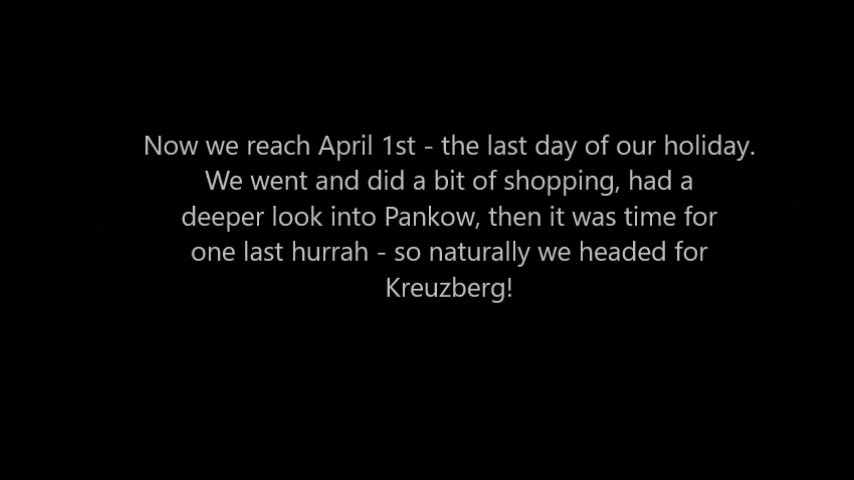 Now we reach April 1st - the last day of our holiday.
We went and did a bit of shopping, had a
deeper look into Pankow, then it was time for
one last hurrah - so naturally we headed for
Kreuzberg!